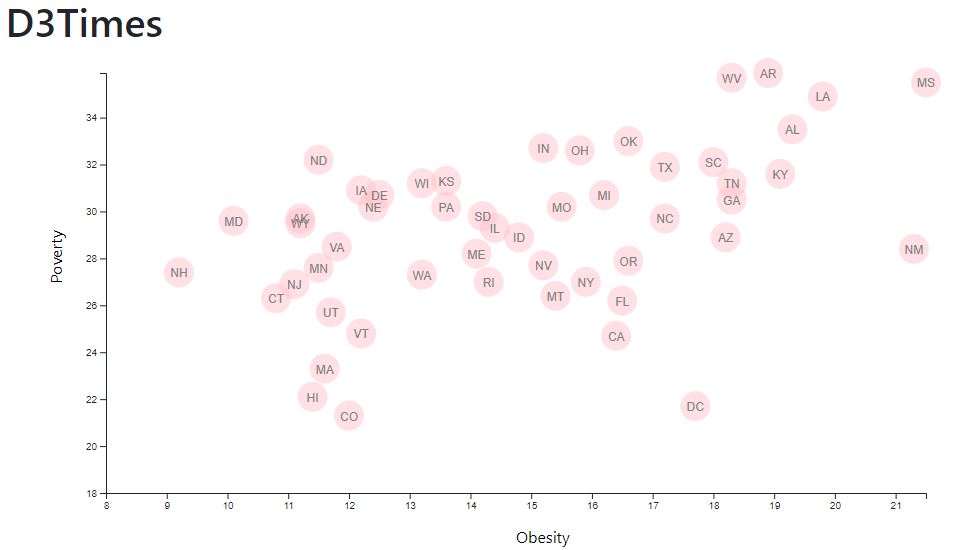 D3Times
WV AR
MS
LA
34
AL
OK
IN OH
32 ND SC
TX
KY
WI KS TN
IA DE MI
GA
30 NE PA MO
SD NC
MD AK
WY IL
ID AZ
VA
ME NM
28 OR
MN NV
NH WA
NJ RI NY
CT MT FL
26
UT
VT CA
24
MA
22 HI
DC
CO
20
18
8 9 10 11 12 13 14 15 16 17 18 19 20 21
Poverty
Obesity